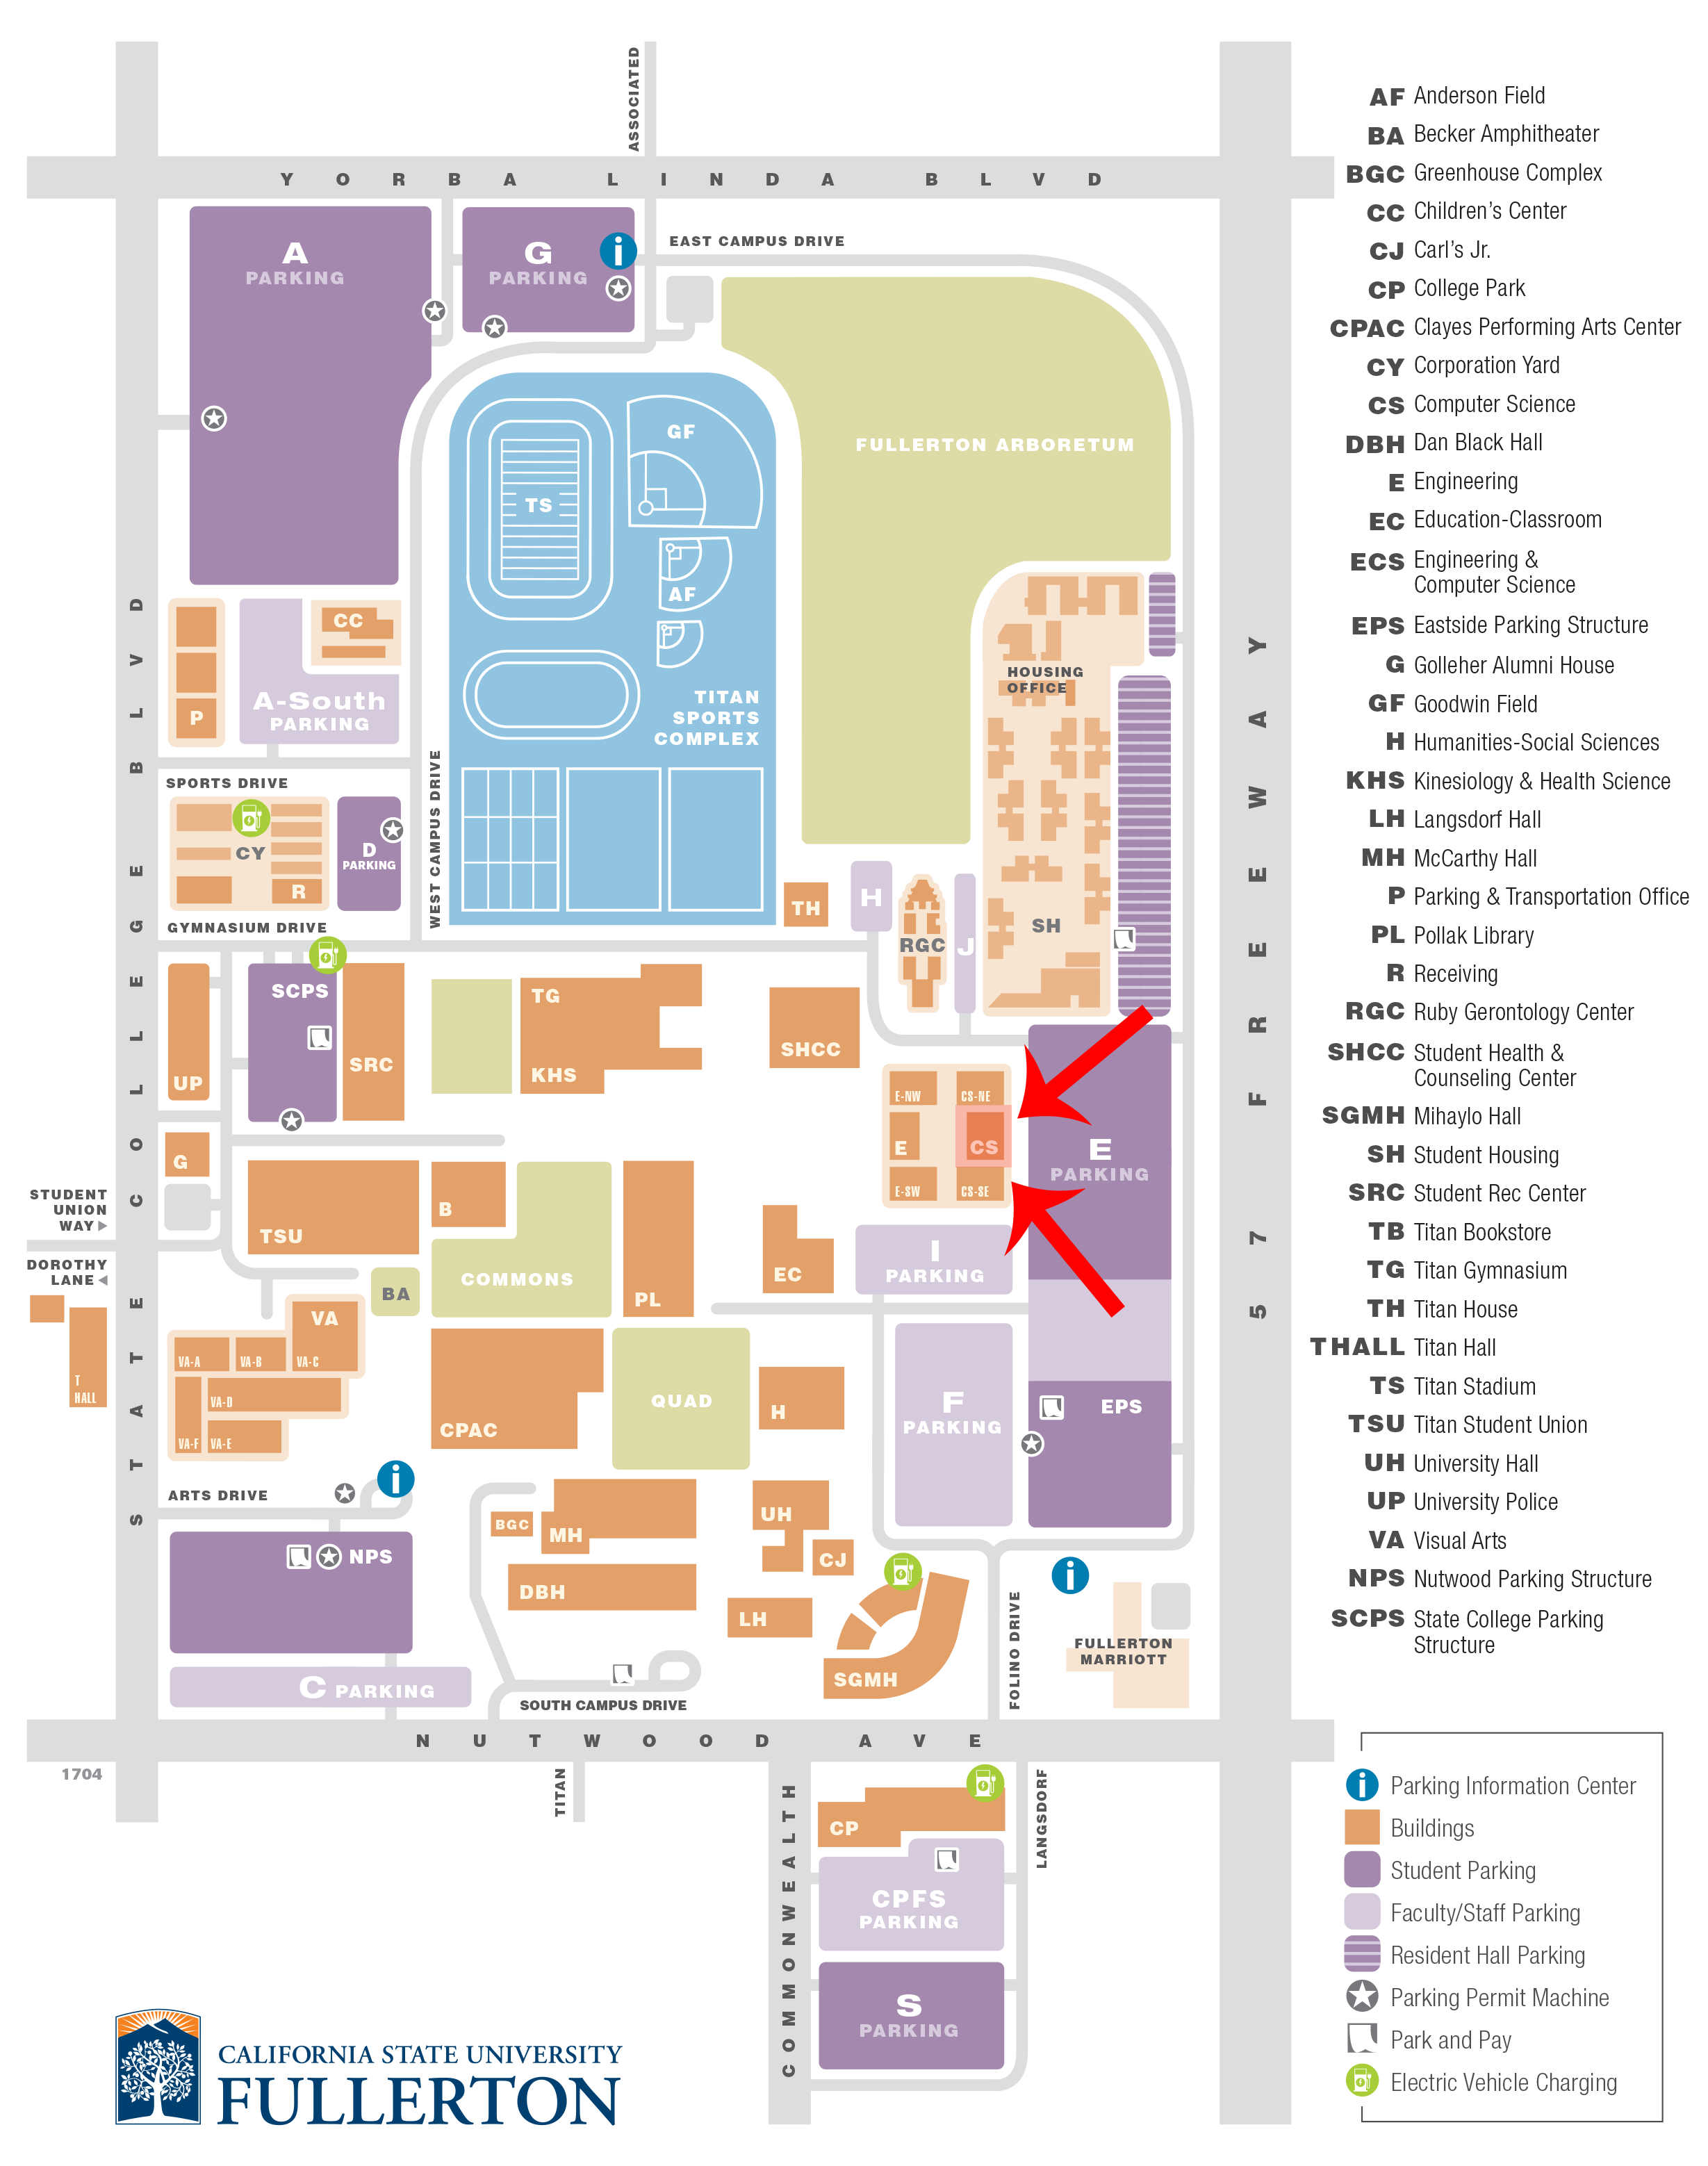 ASSOCIATED
YORBA LINDA BLVD
A
PARKING
G
PARKING
EAST CAMPUS DRIVE
FULLERTON ARBORETUM
GF
TS
AF
TITAN
SPORTS
COMPLEX
STATE COLLEGE BLVD
57 FREEWAY
CC
P
A-South
PARKING
HOUSING
OFFICE
SPORTS DRIVE
WEST CAMPUS DRIVE
CY
R
D
PARKING
GYMNASIUM DRIVE
TH
H
RGC
J
SH
SCPS
SRC
UP
TG
KHS
SHCC
E-NW
CS-NE
E
CS
E-SW
CS-SE
E
PARKING
G
STUDENT
UNION
WAY
DOROTHY
LANE
TSU
B
COMMONS
BA
PL
EC
I
PARKING
T
HALL
VA
VA-A
VA-B
VA-C
VA-D
VA-F
VA-E
CPAC
QUAD
H
F
PARKING
EPS
ARTS DRIVE
NPS
BGC
MH
DBH
UH
CJ
LH
SGMH
FOLINO DRIVE
FULLERTON
MARRIOTT
C PARKING
SOUTH CAMPUS DRIVE
NUTWOOD AVE
1704
TITAN
COMMONWEALTH
LANGSDORF
CP
CPFS
PARKING
S
PARKING
CALIFORNIA STATE UNIVERSITY
FULLERTON
AF Anderson Field
BA Becker Amphitheater
BGC Greenhouse Complex
CC Children's Center
CJ Carl's Jr.
CP College Park
CPAC Clayes Performing Arts Center
CY Corporation Yard
CS Computer Science
DBH Dan Black Hall
E Engineering
EC Education-Classroom
ECS Engineering &
Computer Science
EPS Eastside Parking Structure
G Golleher Alumni House
GF Goodwin Field
H Humanities-Social Sciences
KHS Kinesiology & Health Science
LH Langsdorf Hall
MH McCarthy Hall
P Parking & Transportation Office
PL Pollak Library
R Receiving
RGC Ruby Gerontology Center
SHCC Student Health &
Counseling Center
SGMH Mihaylo Hall
SH Student Housing
SRC Student Rec Center
TB Titan Bookstore
TG Titan Gymnasium
TH Titan House
THALL Titan Hall
TS Titan Stadium
TSU Titan Student Union
UH University Hall
UP University Police
VA Visual Arts
NPS Nutwood Parking Structure
SCPS State College Parking
Structure
i Parking Information Center
Buildings
Student Parking
Faculty/Staff Parking
Resident Hall Parking
Parking Permit Machine
Park and Pay
Electric Vehicle Charging